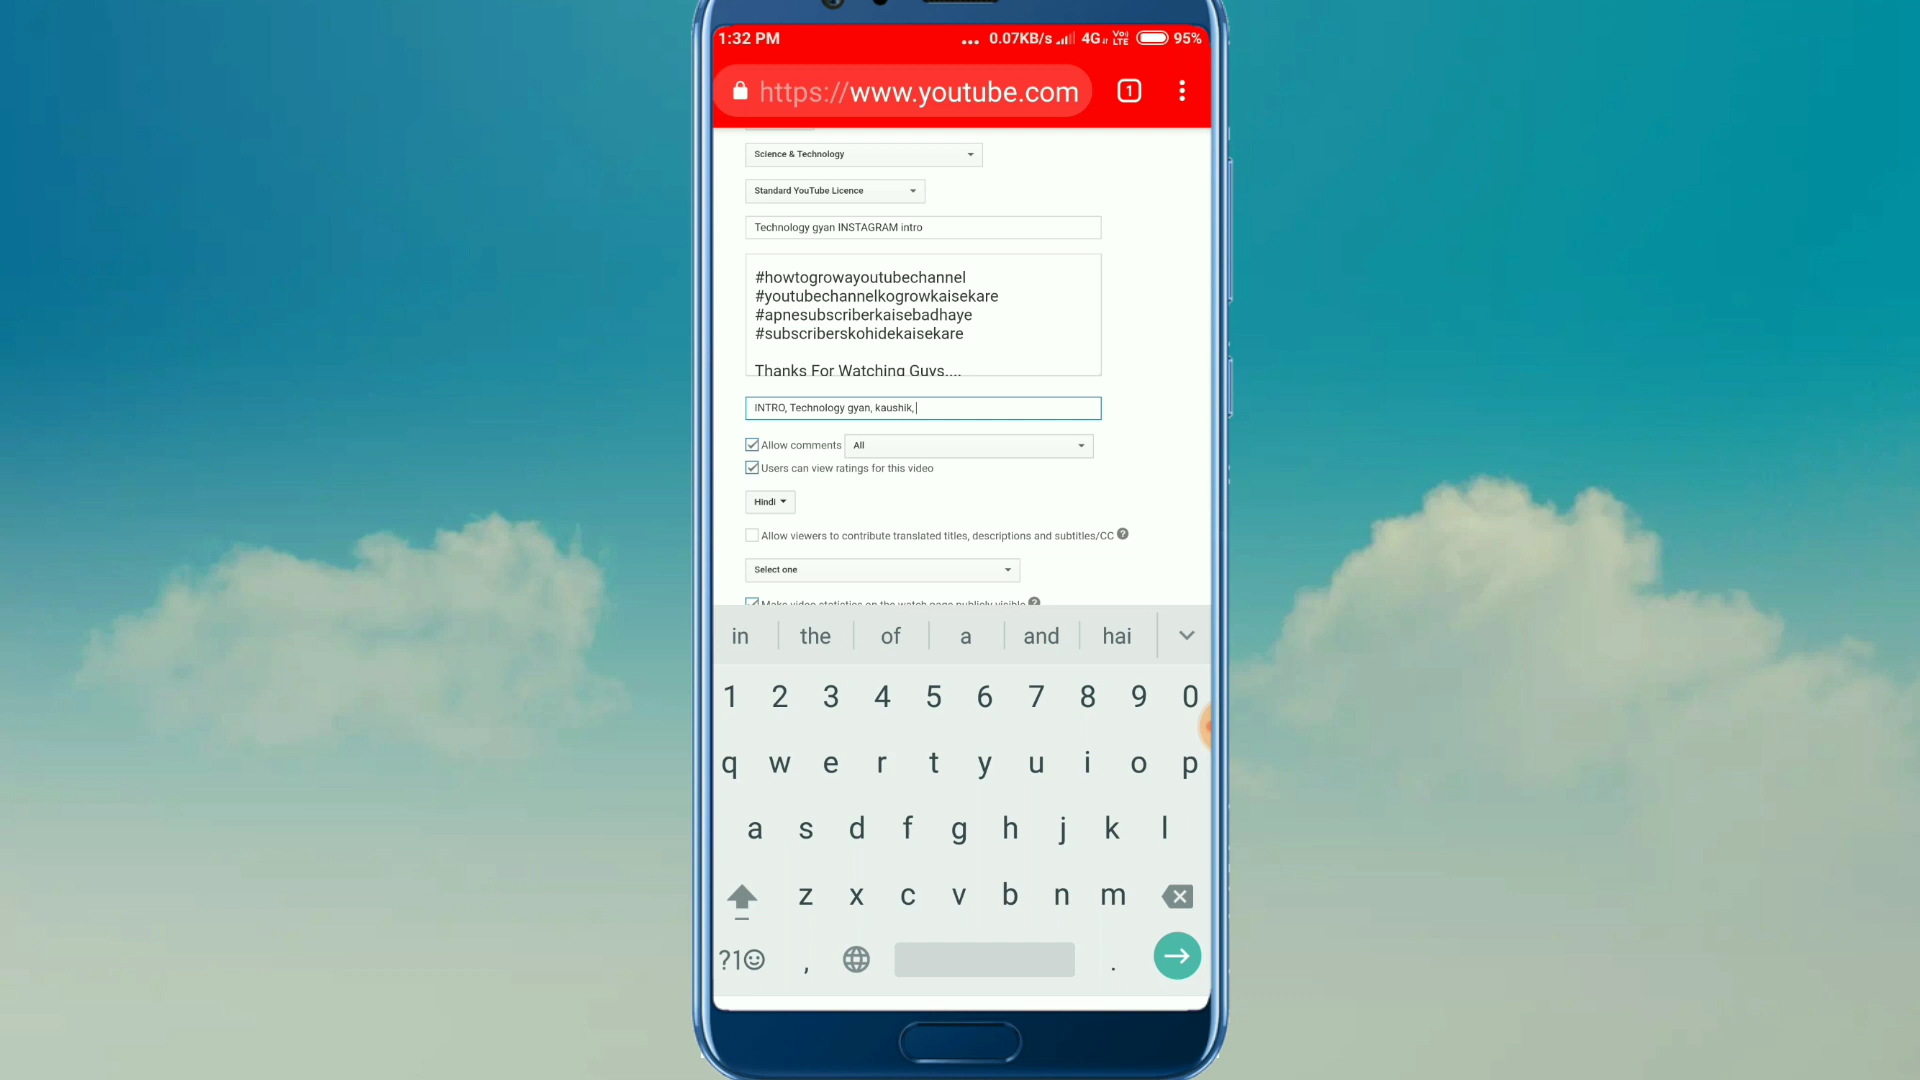 1:32 PM ... 0.07KB/s 4G VoLTE 95%
https://www.youtube.com 1
Science & Technology
Standard YouTube Licence
Technology gyan INSTAGRAM intro
#howtogrowayoutubechannel
#youtubechannelkogrowkaisekare
#apnesubscriberkaisebadhaye
#subscriberskohidekaisekare
Thanks For Watching Guys....
INTRO, Technology gyan, kaushik,
Allow comments All
Users can view ratings for this video
Hindi
Allow viewers to contribute translated titles, descriptions and subtitles/CC ?
Select one
Make video statistics on the watch page publicly visible ?
in the of a and hai
1 2 3 4 5 6 7 8 9 0
q w e r t y u i o p
a s d f g h j k l
z x c v b n m
?1☺ , .